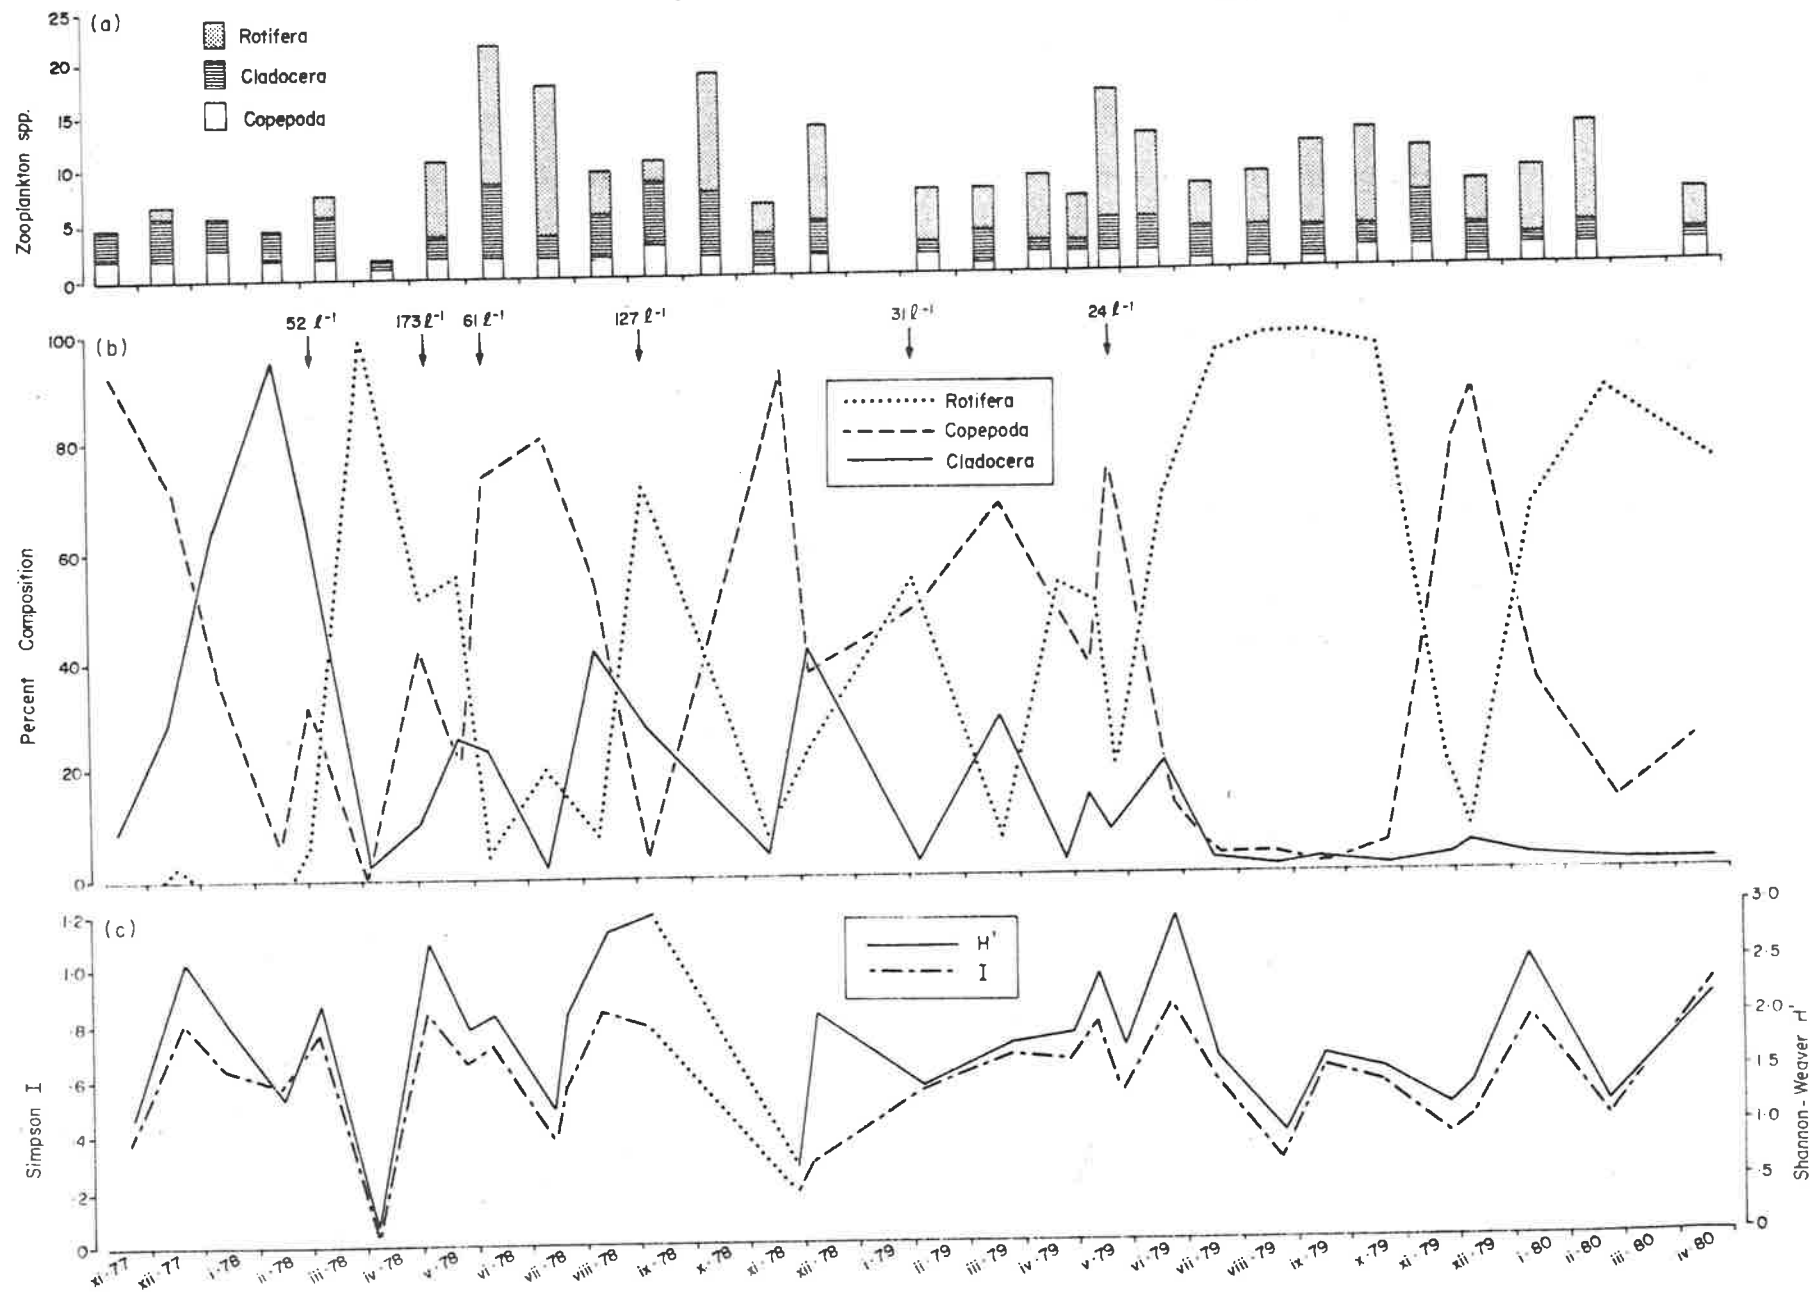 (a)
25
20
15
10
5
0
Zooplankton spp.
Rotifera
Cladocera
Copepoda
52 ℓ⁻¹ 173 ℓ⁻¹ 61 ℓ⁻¹ 127 ℓ⁻¹ 31 ℓ⁻¹ 24 ℓ⁻¹
(b)
100
80
60
40
20
0
Percent Composition
Rotifera
Copepoda
Cladocera
(c)
1·2
1·0
·8
·6
·4
·2
0
Simpson I
H'
I
3·0
2·5
2·0
1·5
1·0
·5
0
Shannon-Weaver H'
xi·77 xii·77 i·78 ii·78 iii·78 iv·78 v·78 vi·78 vii·78 viii·78 ix·78 x·78 xi·78 xii·78 i·79 ii·79 iii·79 iv·79 v·79 vi·79 vii·79 viii·79 ix·79 x·79 xi·79 xii·79 i·80 ii·80 iii·80 iv·80